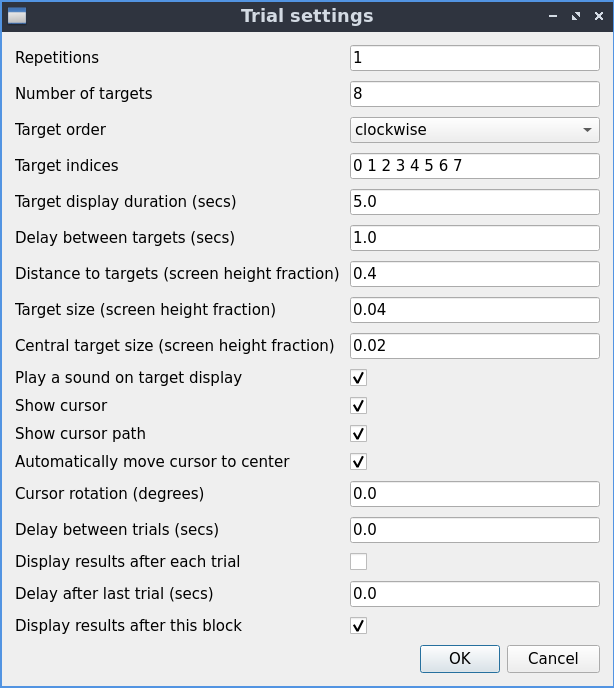 Trial settings
Repetitions 1
Number of targets 8
Target order clockwise
Target indices 0 1 2 3 4 5 6 7
Target display duration (secs) 5.0
Delay between targets (secs) 1.0
Distance to targets (screen height fraction) 0.4
Target size (screen height fraction) 0.04
Central target size (screen height fraction) 0.02
Play a sound on target display
Show cursor
Show cursor path
Automatically move cursor to center
Cursor rotation (degrees) 0.0
Delay between trials (secs) 0.0
Display results after each trial
Delay after last trial (secs) 0.0
Display results after this block
OK Cancel